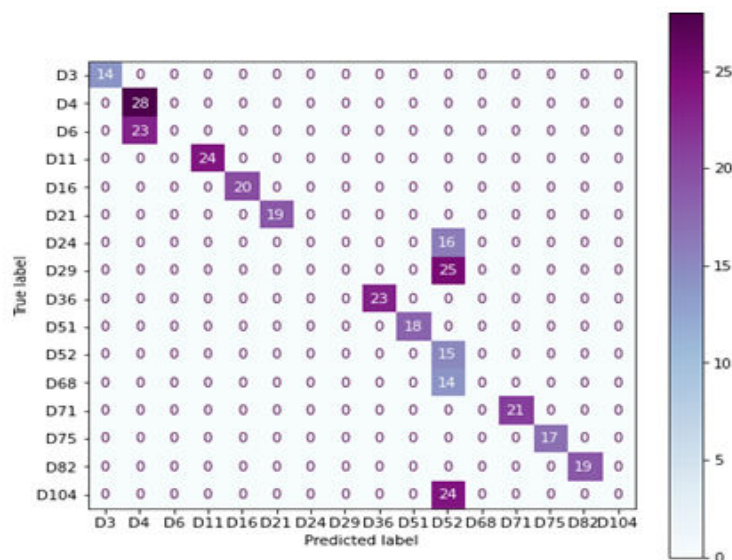 D3 14 0 0 0 0 0 0 0 0 0 0 0 0 0 0 0
D4 0 28 0 0 0 0 0 0 0 0 0 0 0 0 0 0
D6 0 23 0 0 0 0 0 0 0 0 0 0 0 0 0 0
D11 0 0 0 24 0 0 0 0 0 0 0 0 0 0 0 0
D16 0 0 0 0 20 0 0 0 0 0 0 0 0 0 0 0
D21 0 0 0 0 0 19 0 0 0 0 0 0 0 0 0 0
D24 0 0 0 0 0 0 0 0 0 0 16 0 0 0 0 0
D29 0 0 0 0 0 0 0 0 0 0 25 0 0 0 0 0
D36 0 0 0 0 0 0 0 0 23 0 0 0 0 0 0 0
D51 0 0 0 0 0 0 0 0 0 18 0 0 0 0 0 0
D52 0 0 0 0 0 0 0 0 0 0 15 0 0 0 0 0
D68 0 0 0 0 0 0 0 0 0 0 14 0 0 0 0 0
D71 0 0 0 0 0 0 0 0 0 0 0 0 21 0 0 0
D75 0 0 0 0 0 0 0 0 0 0 0 0 0 17 0 0
D82 0 0 0 0 0 0 0 0 0 0 0 0 0 0 19 0
D104 0 0 0 0 0 0 0 0 0 0 24 0 0 0 0 0
D3 D4 D6 D11 D16 D21 D24 D29 D36 D51 D52 D68 D71 D75 D82 D104
Predicted label
True label
25
20
15
10
5
0